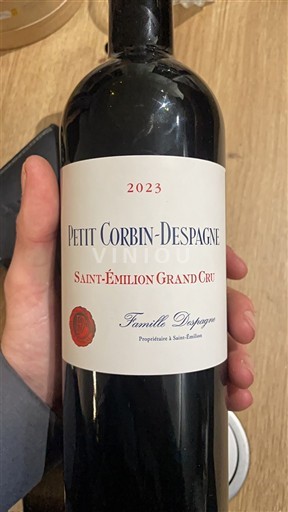 2023
PETIT CORBIN-DESPAGNE
VINIOU
SAINT-ÉMILION GRAND CRU
Famille Despagne
Propriétaire à Saint-Émilion